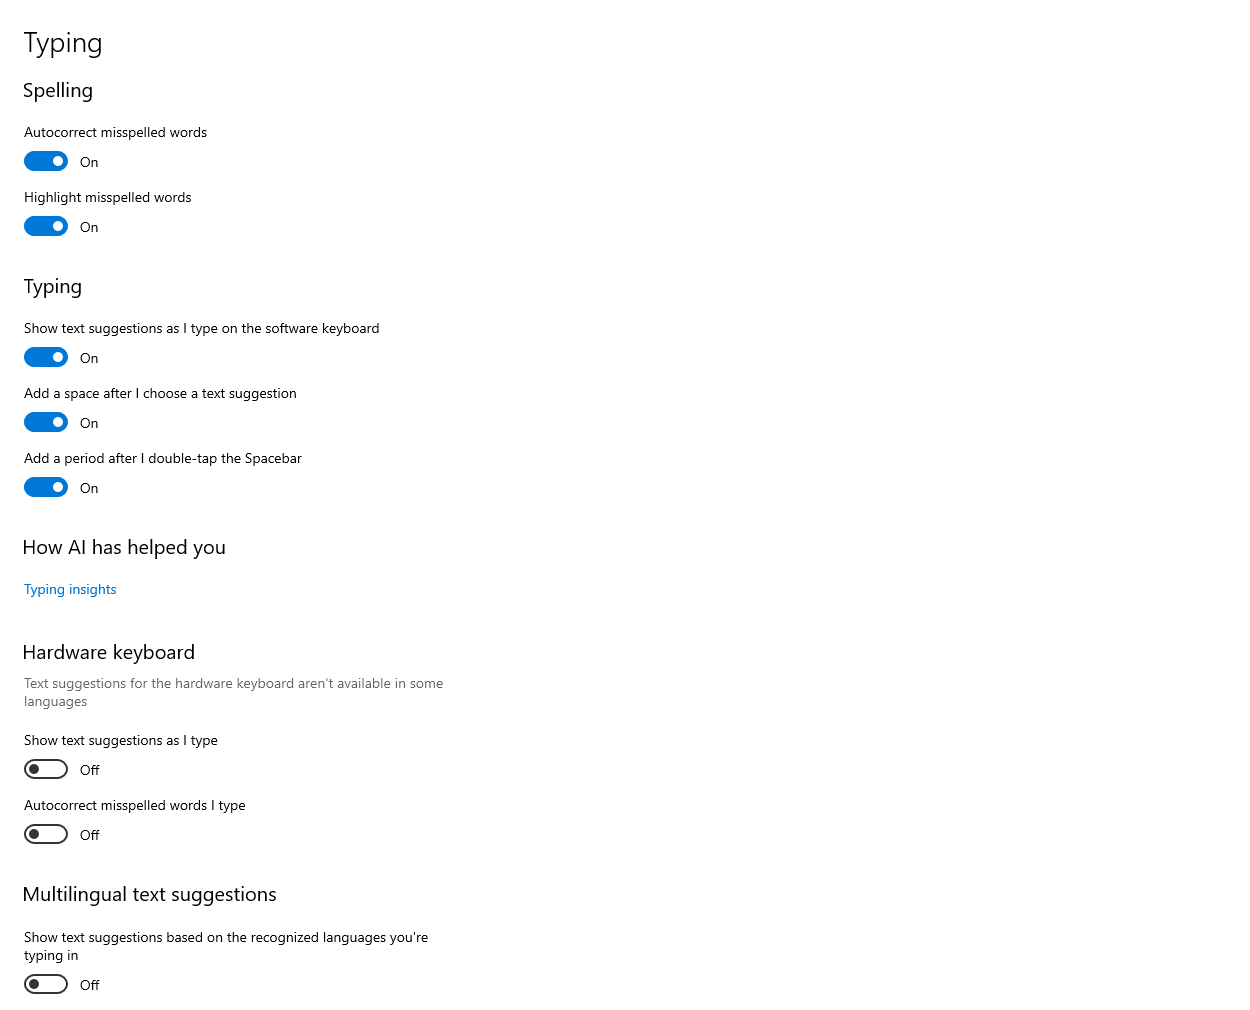 Typing
Spelling
Autocorrect misspelled words
On
Highlight misspelled words
On
Typing
Show text suggestions as I type on the software keyboard
On
Add a space after I choose a text suggestion
On
Add a period after I double-tap the Spacebar
On
How AI has helped you
Typing insights
Hardware keyboard
Text suggestions for the hardware keyboard aren't available in some
languages
Show text suggestions as I type
Off
Autocorrect misspelled words I type
Off
Multilingual text suggestions
Show text suggestions based on the recognized languages you're
typing in
Off